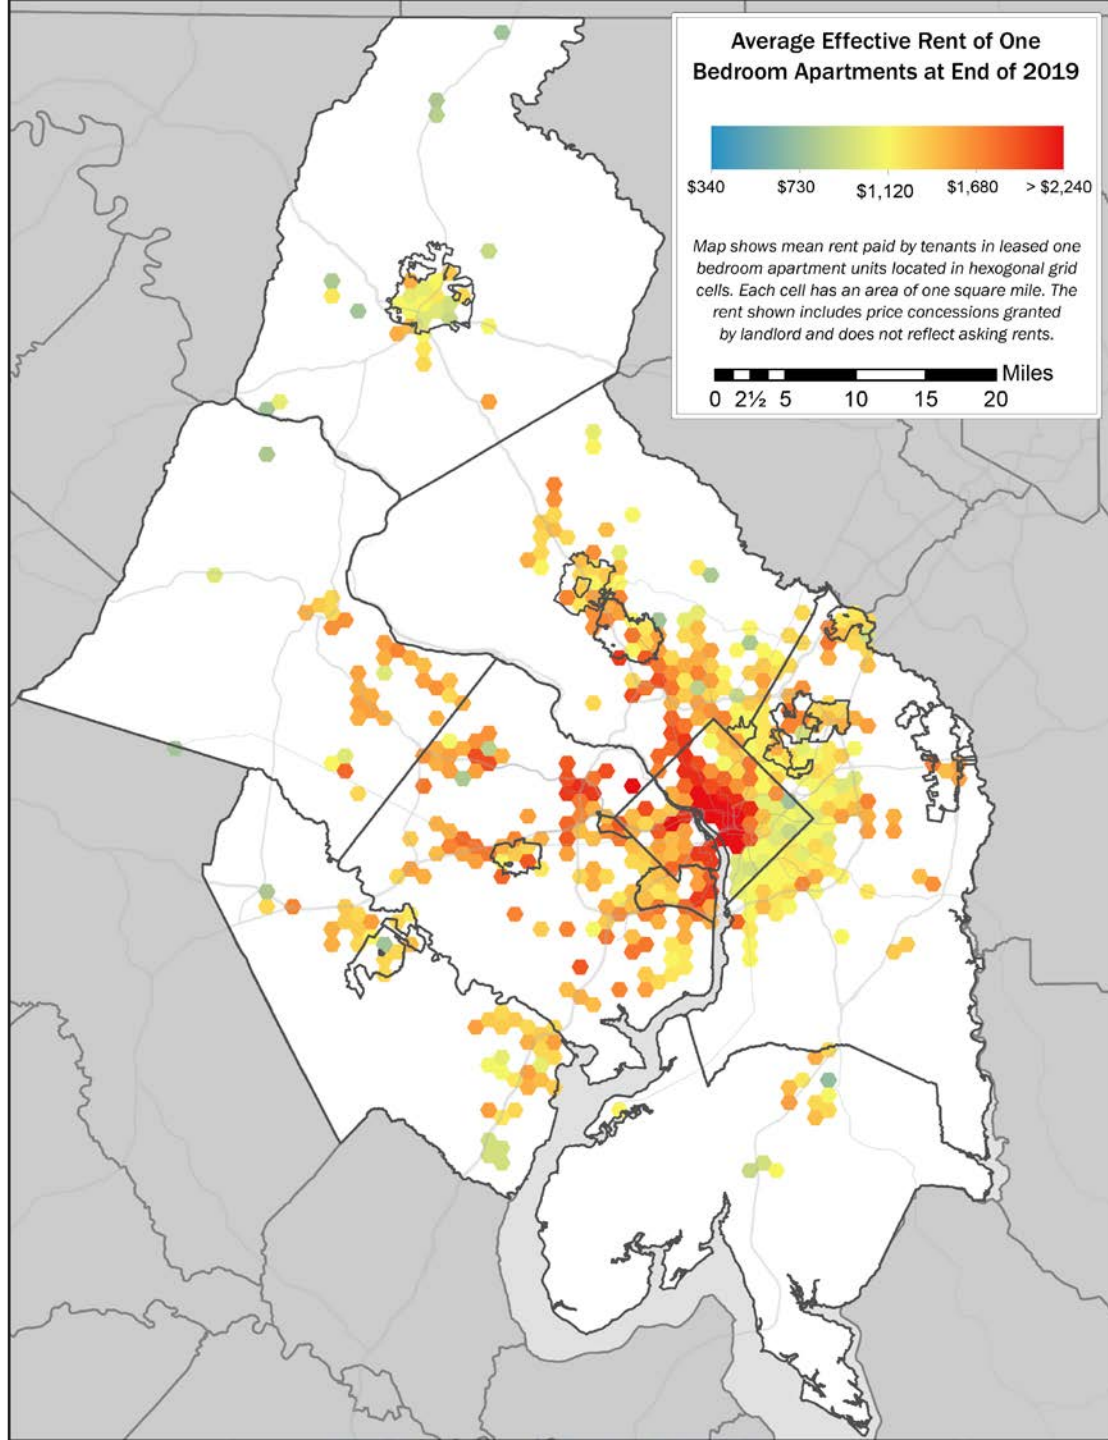 Average Effective Rent of One
Bedroom Apartments at End of 2019
$340 $730 $1,120 $1,680 > $2,240
Map shows mean rent paid by tenants in leased one
bedroom apartment units located in hexogonal grid
cells. Each cell has an area of one square mile. The
rent shown includes price concessions granted
by landlord and does not reflect asking rents.
Miles
0 2½ 5 10 15 20